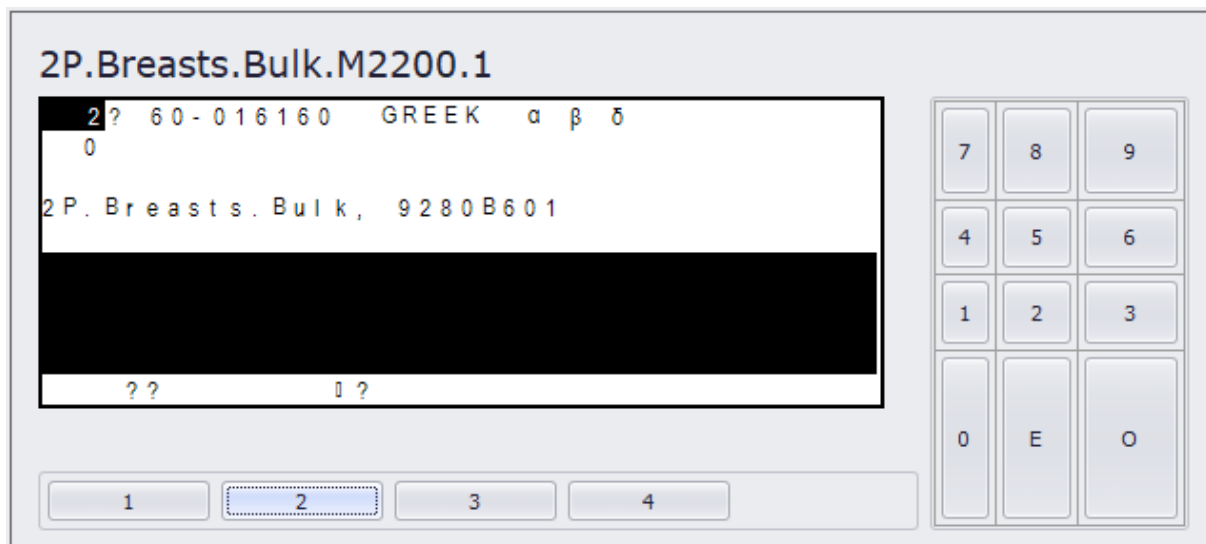 2P.Breasts.Bulk.M2200.1
2? 60-016160 GREEK α β δ
0
2P.Breasts.Bulk, 9280B601
?? ▯ ?
1 2 3 4
7 8 9
4 5 6
1 2 3
0 E O